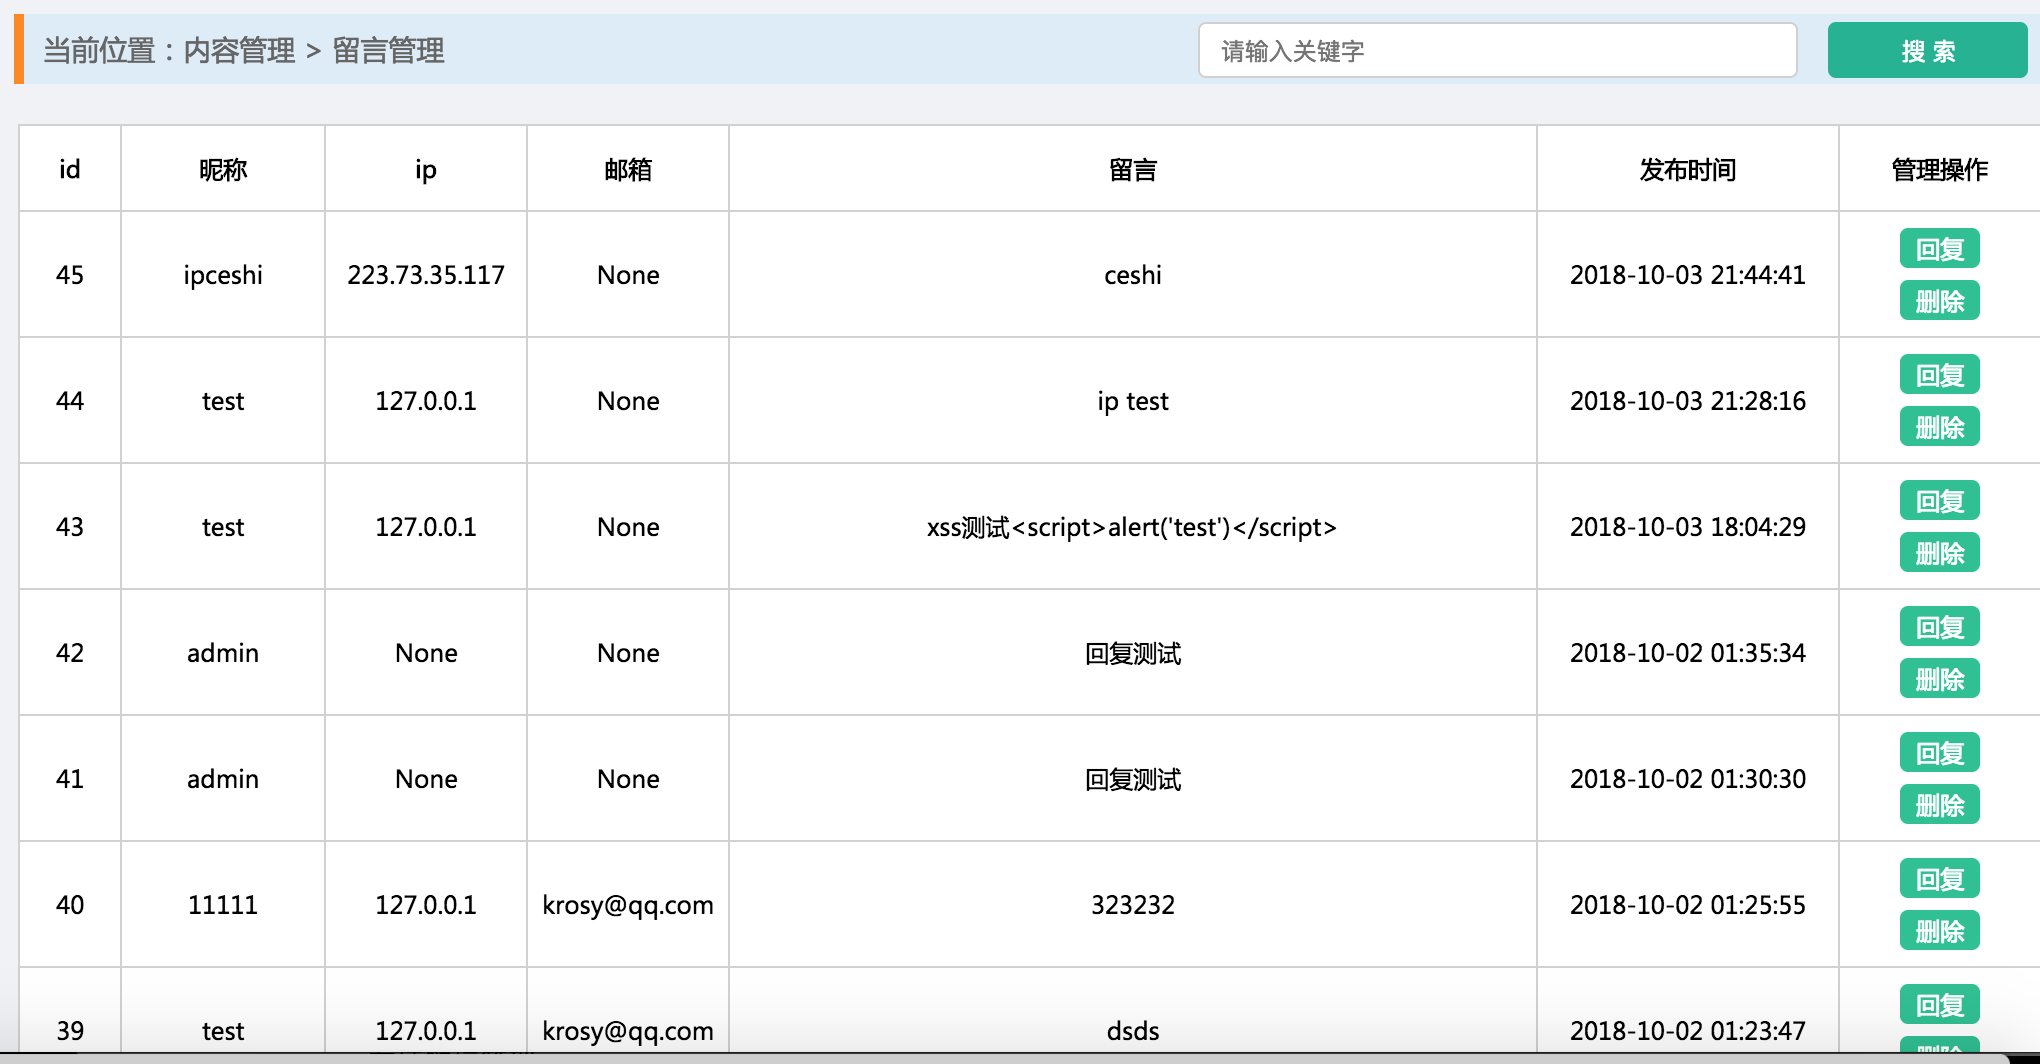 当前位置：内容管理 > 留言管理 请输入关键字 搜 索
id 昵称 ip 邮箱 留言 发布时间 管理操作
45 ipceshi 223.73.35.117 None ceshi 2018-10-03 21:44:41 回复
删除
44 test 127.0.0.1 None ip test 2018-10-03 21:28:16 回复
删除
43 test 127.0.0.1 None xss测试<script>alert('test')</script> 2018-10-03 18:04:29 回复
删除
42 admin None None 回复测试 2018-10-02 01:35:34 回复
删除
41 admin None None 回复测试 2018-10-02 01:30:30 回复
删除
40 11111 127.0.0.1 krosy@qq.com 323232 2018-10-02 01:25:55 回复
删除
39 test 127.0.0.1 krosy@qq.com dsds 2018-10-02 01:23:47 回复